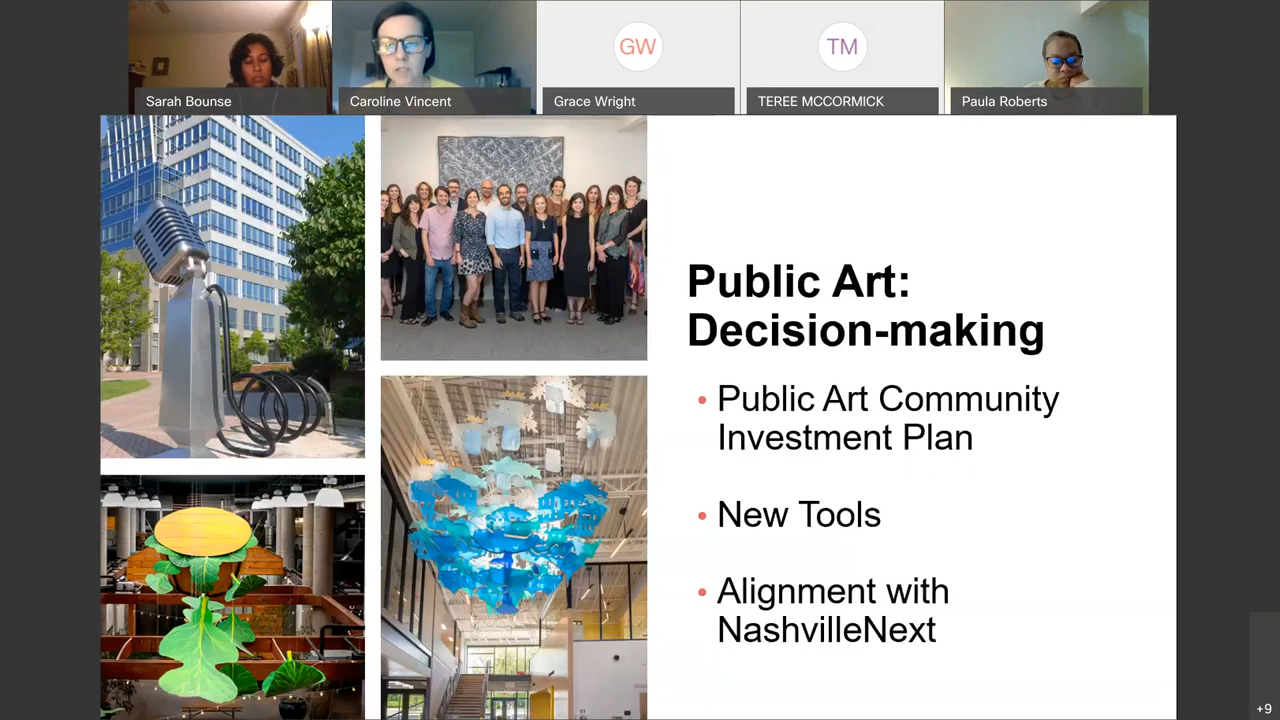 GW
TM
Sarah Bounse
Caroline Vincent
Grace Wright
TEREE MCCORMICK
Paula Roberts
Public Art:
Decision-making
• Public Art Community
Investment Plan
• New Tools
• Alignment with
NashvilleNext
+9